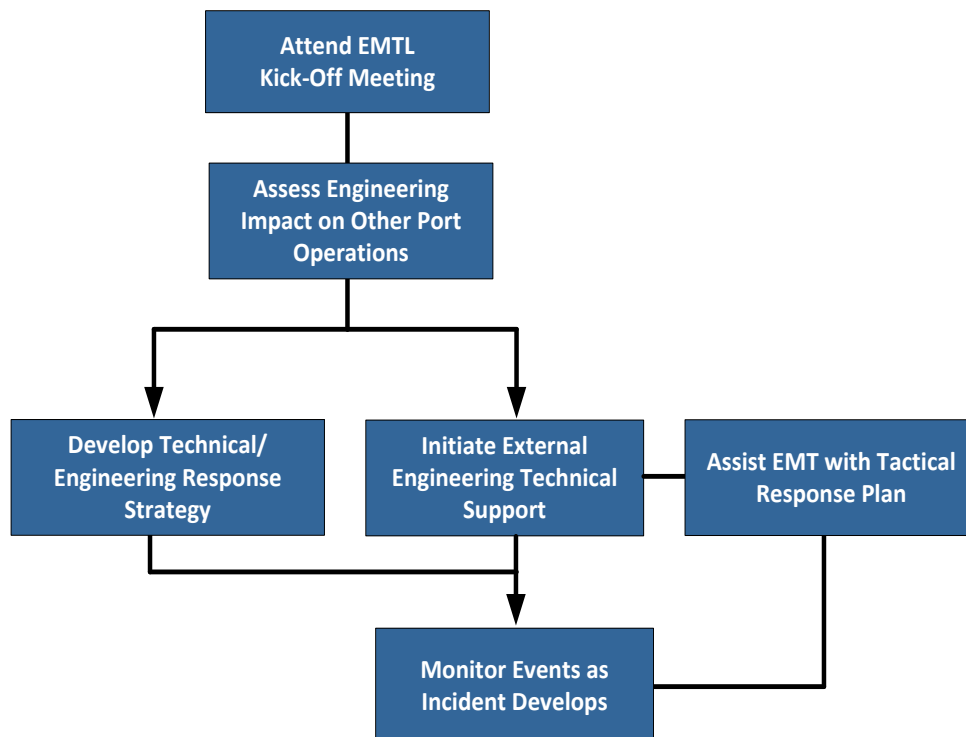 Attend EMTL
Kick-Off Meeting
Assess Engineering
Impact on Other Port
Operations
Develop Technical/
Engineering Response
Strategy
Initiate External
Engineering Technical
Support
Assist EMT with Tactical
Response Plan
Monitor Events as
Incident Develops